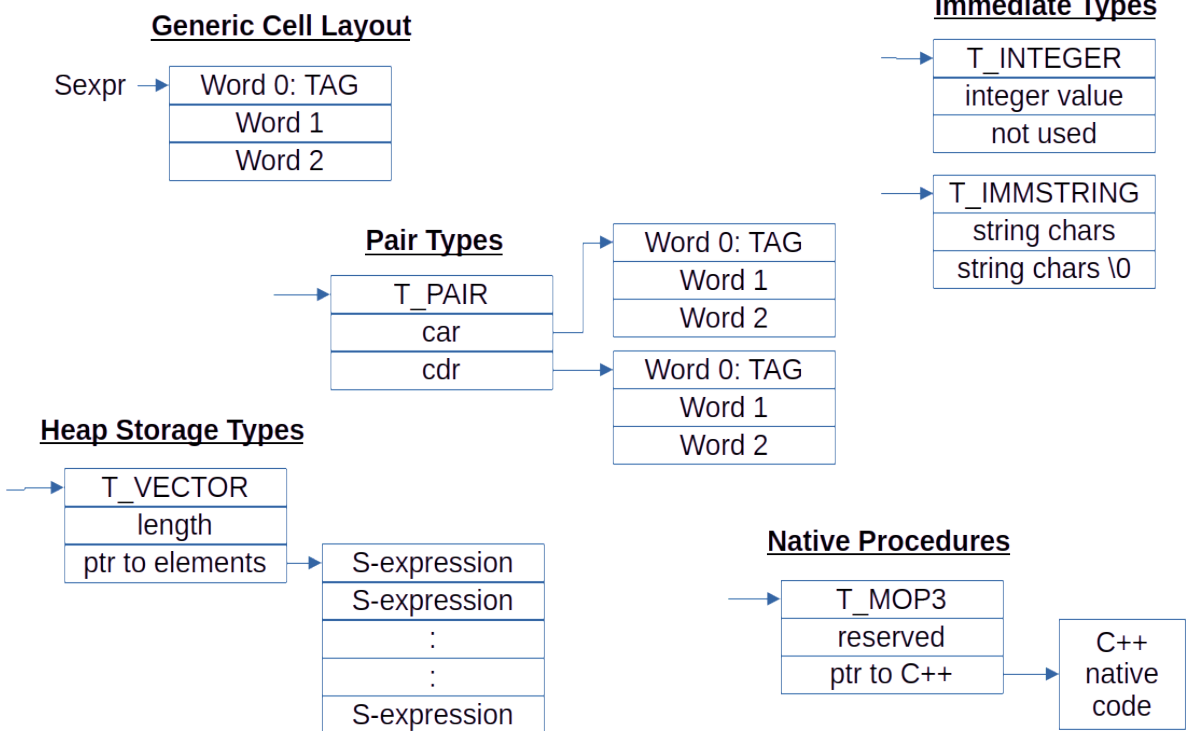 Generic Cell Layout
Sexpr
Word 0: TAG
Word 1
Word 2
Immediate Types
T_INTEGER
integer value
not used
T_IMMSTRING
string chars
string chars \0
Pair Types
T_PAIR
car
cdr
Word 0: TAG
Word 1
Word 2
Word 0: TAG
Word 1
Word 2
Heap Storage Types
T_VECTOR
length
ptr to elements
S-expression
S-expression
:
:
S-expression
Native Procedures
T_MOP3
reserved
ptr to C++
C++
native
code